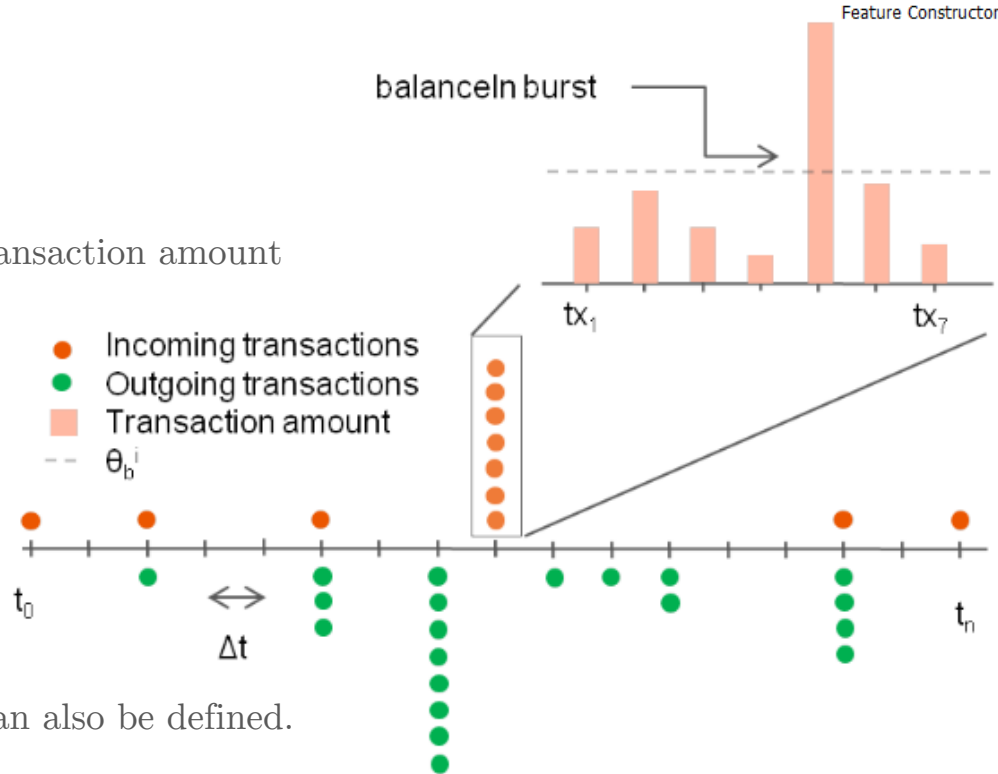 Feature Constructor
balanceIn burst
ansaction amount
tx₁
tx₇
Incoming transactions
Outgoing transactions
Transaction amount
θ_b^i
t₀
Δt
tₙ
an also be defined.